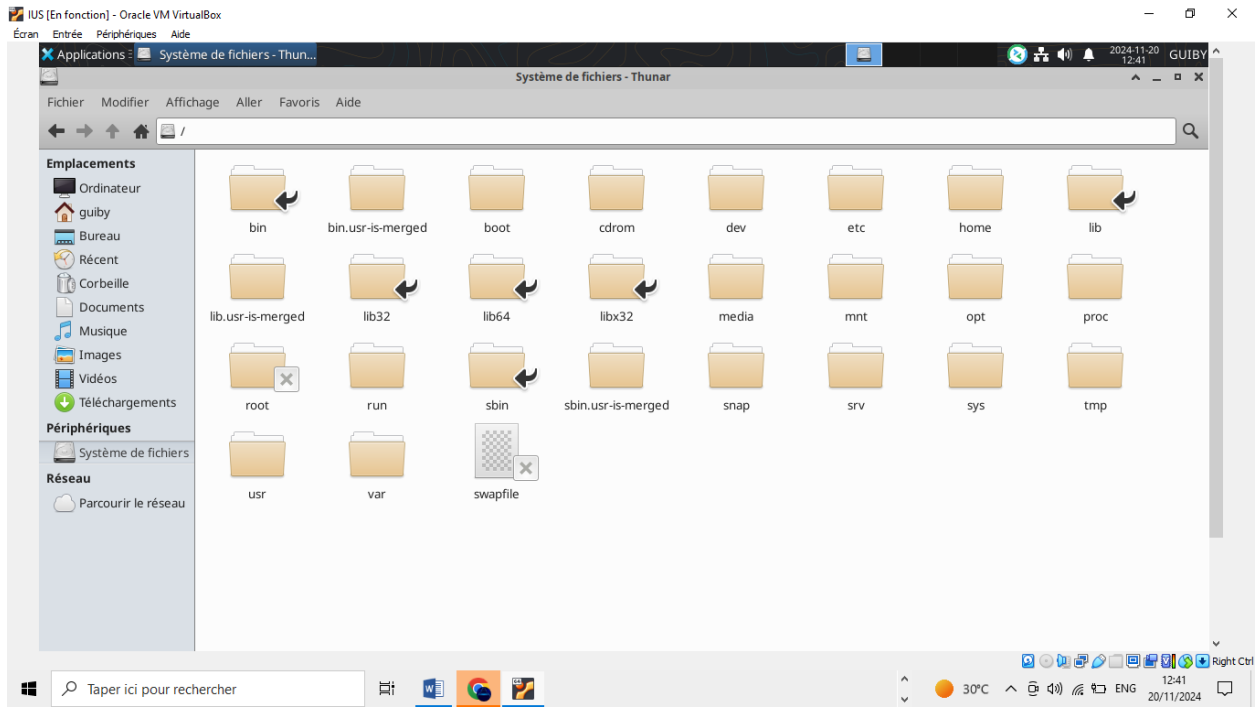 IUS [En fonction] - Oracle VM VirtualBox
Écran Entrée Périphériques Aide
Applications Système de fichiers - Thun... 2024-11-20 12:41 GUIBY
Système de fichiers - Thunar
Fichier Modifier Affichage Aller Favoris Aide
/
Emplacements
Ordinateur
guiby
Bureau
Récent
Corbeille
Documents
Musique
Images
Vidéos
Téléchargements
Périphériques
Système de fichiers
Réseau
Parcourir le réseau
bin bin.usr-is-merged boot cdrom dev etc home lib
lib.usr-is-merged lib32 lib64 libx32 media mnt opt proc
root run sbin sbin.usr-is-merged snap srv sys tmp
usr var swapfile
Right Ctrl
Taper ici pour rechercher
30°C ENG 12:41
20/11/2024